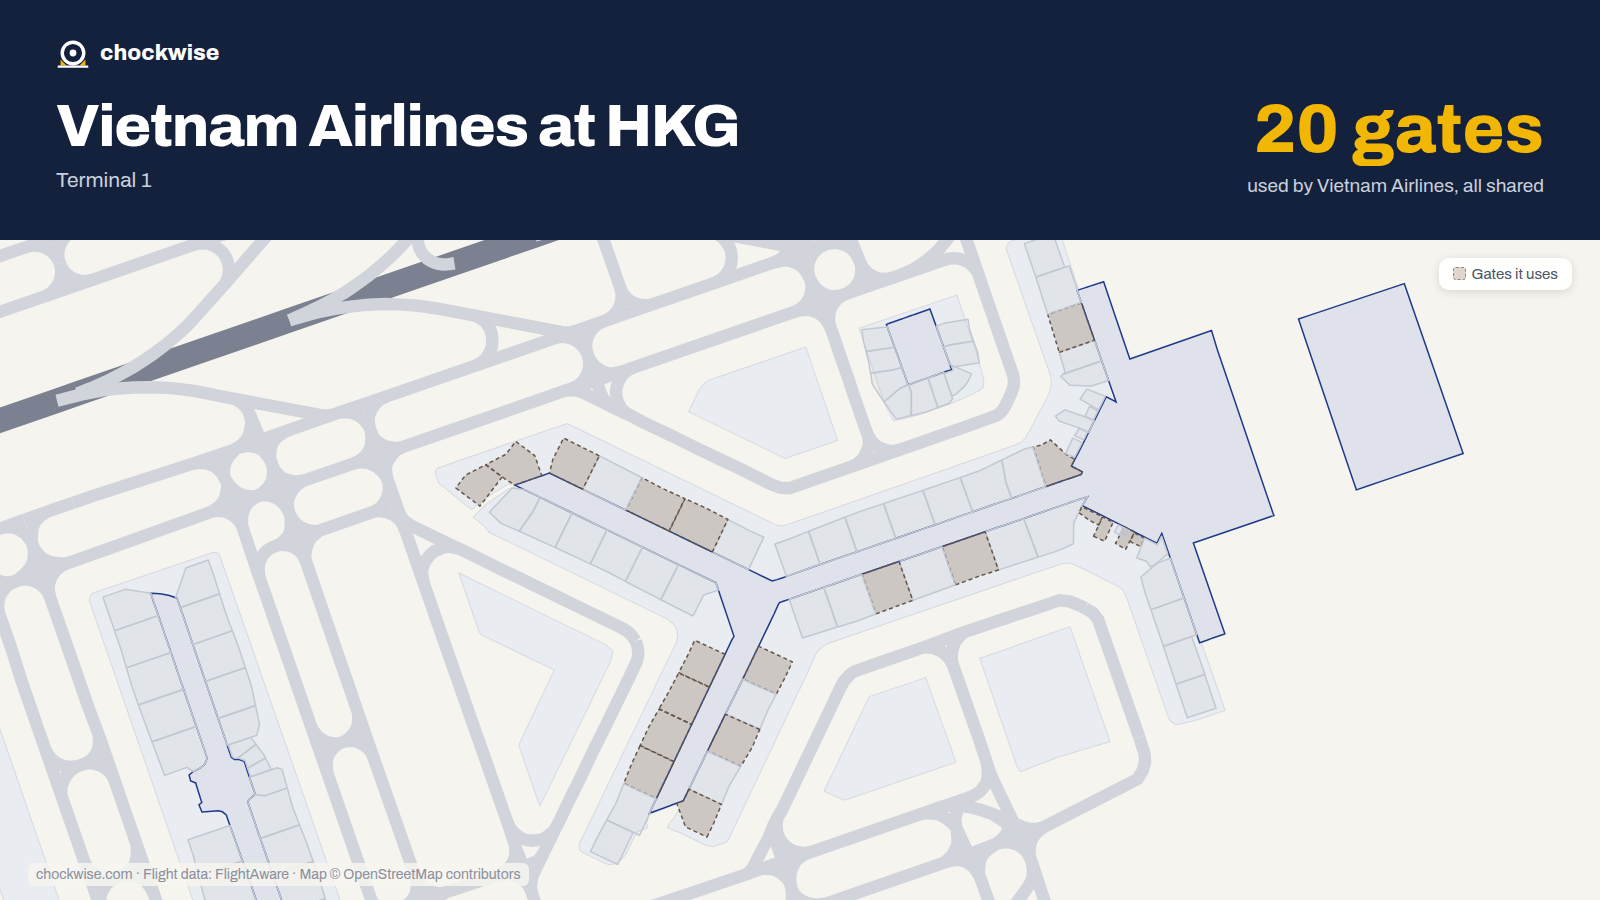 chockwise
Vietnam Airlines at HKG
Terminal 1
20 gates
used by Vietnam Airlines, all shared
Gates it uses
chockwise.com · Flight data: FlightAware · Map © OpenStreetMap contributors